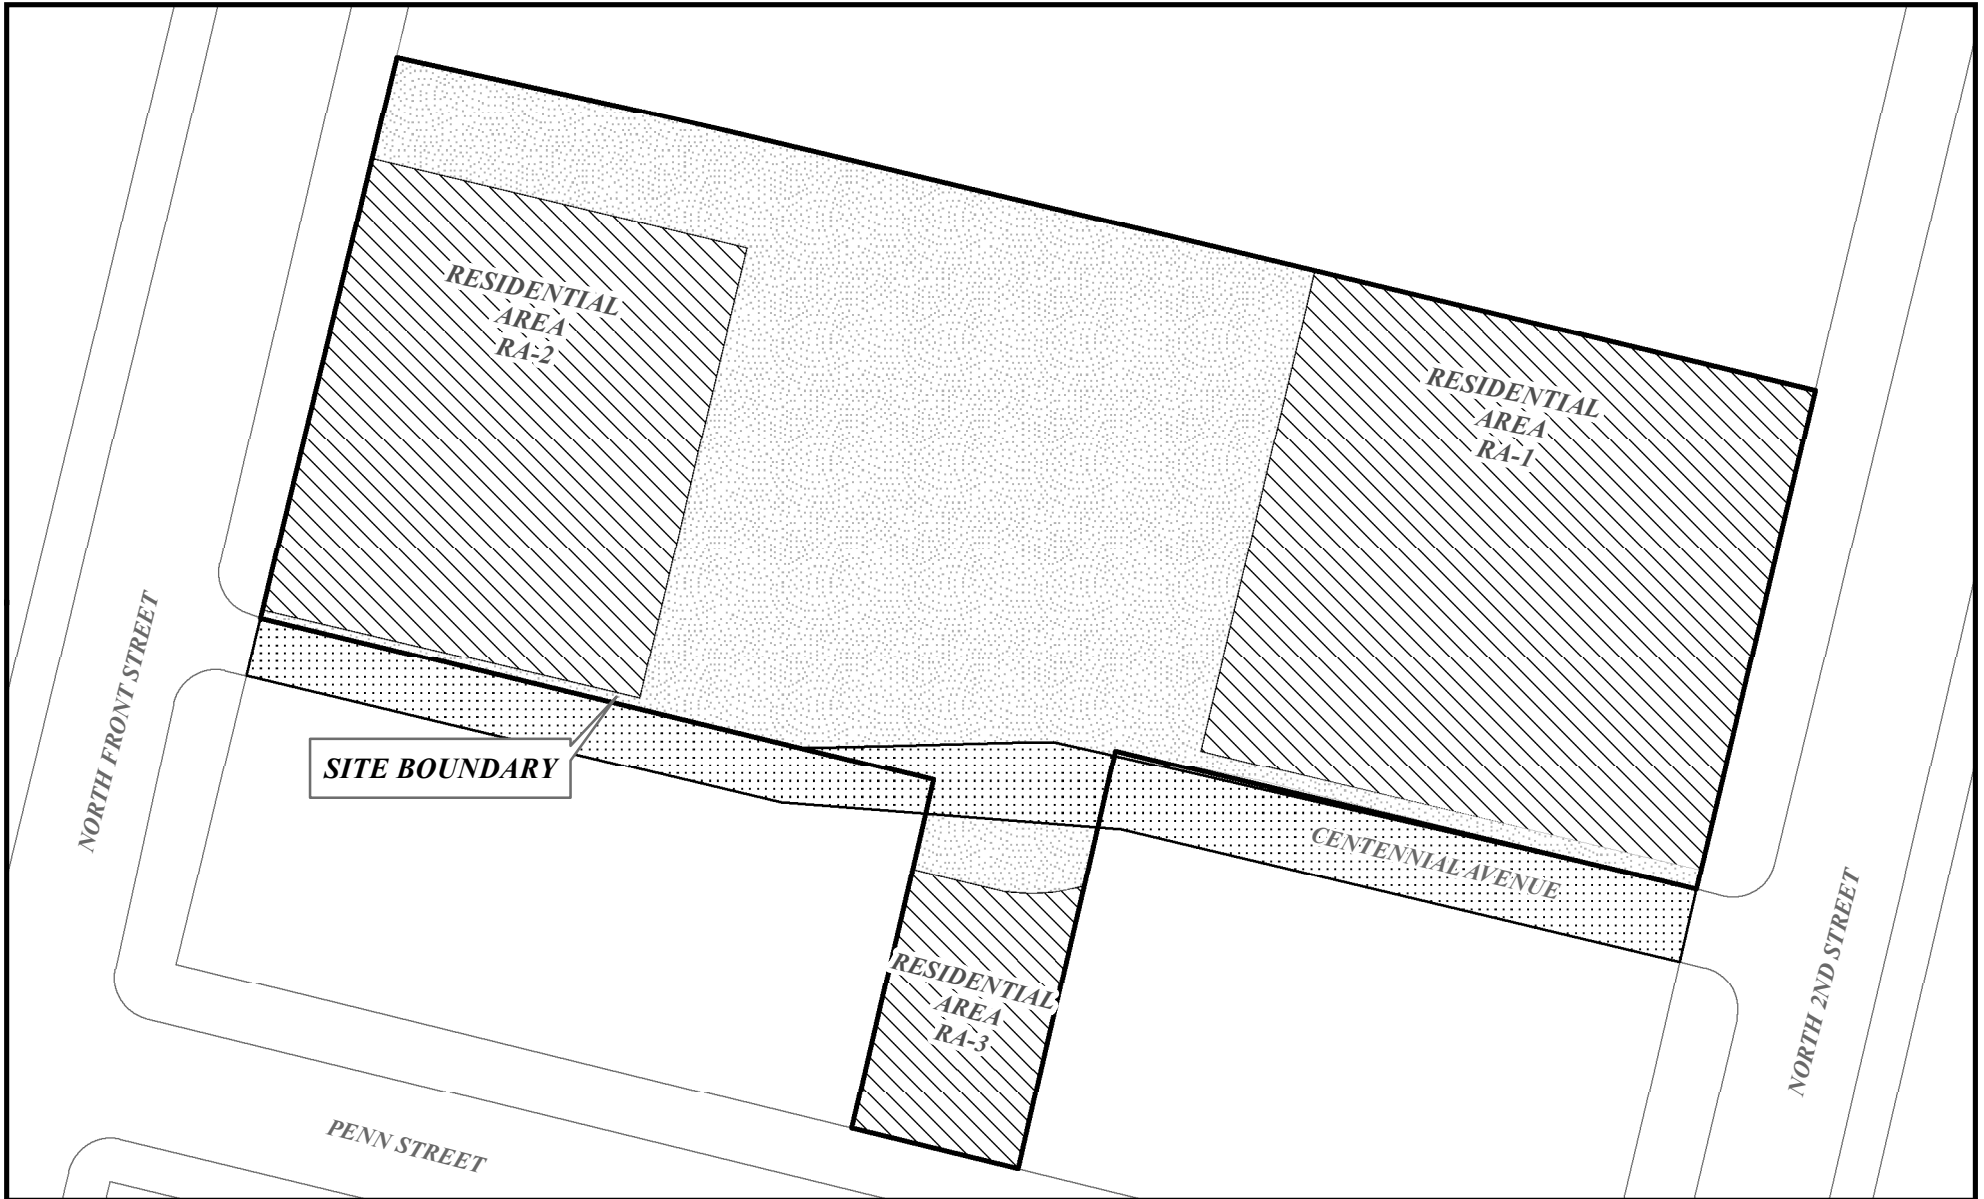 RESIDENTIAL
AREA
RA-2
RESIDENTIAL
AREA
RA-1
NORTH FRONT STREET
SITE BOUNDARY
CENTENNIAL AVENUE
RESIDENTIAL
AREA
RA-3
NORTH 2ND STREET
PENN STREET